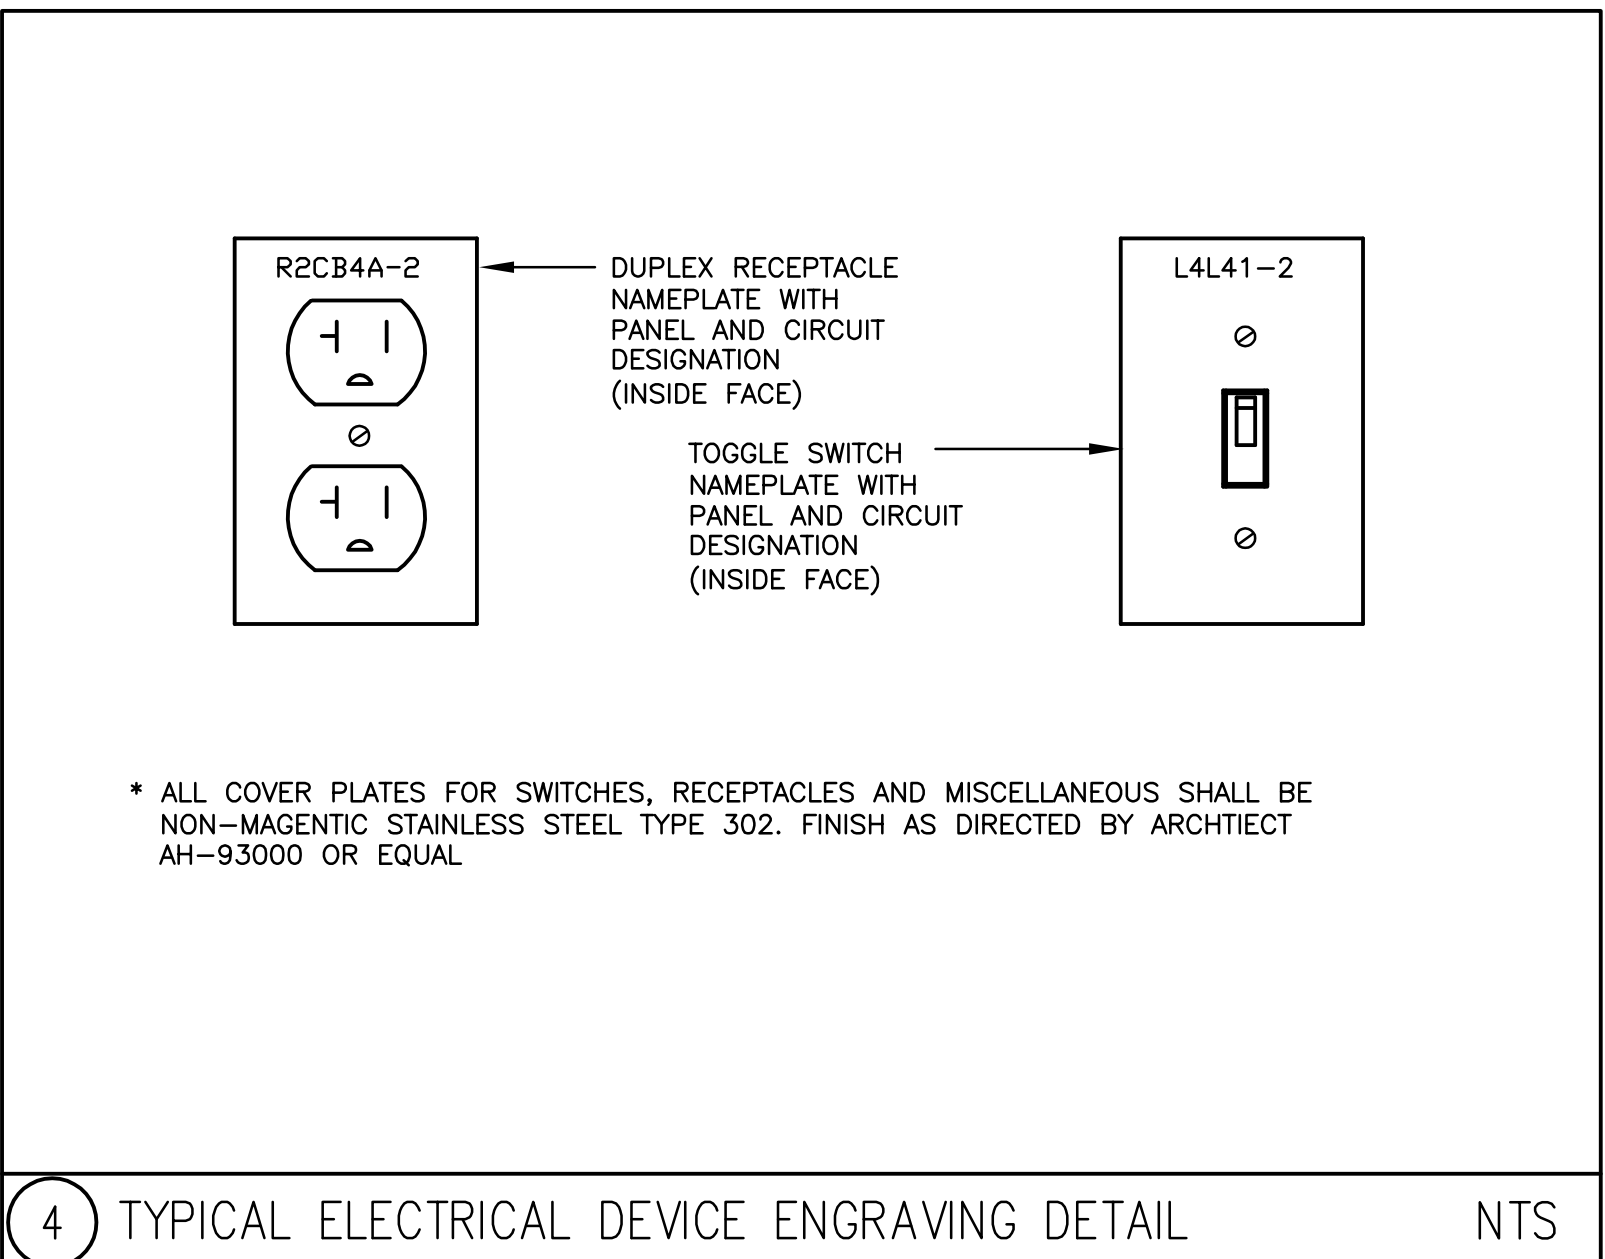 R2CB4A-2
DUPLEX RECEPTACLE
NAMEPLATE WITH
PANEL AND CIRCUIT
DESIGNATION
(INSIDE FACE)
L4L41-2
TOGGLE SWITCH
NAMEPLATE WITH
PANEL AND CIRCUIT
DESIGNATION
(INSIDE FACE)
* ALL COVER PLATES FOR SWITCHES, RECEPTACLES AND MISCELLANEOUS SHALL BE
NON-MAGENTIC STAINLESS STEEL TYPE 302. FINISH AS DIRECTED BY ARCHTIECT
AH-93000 OR EQUAL
4 TYPICAL ELECTRICAL DEVICE ENGRAVING DETAIL NTS